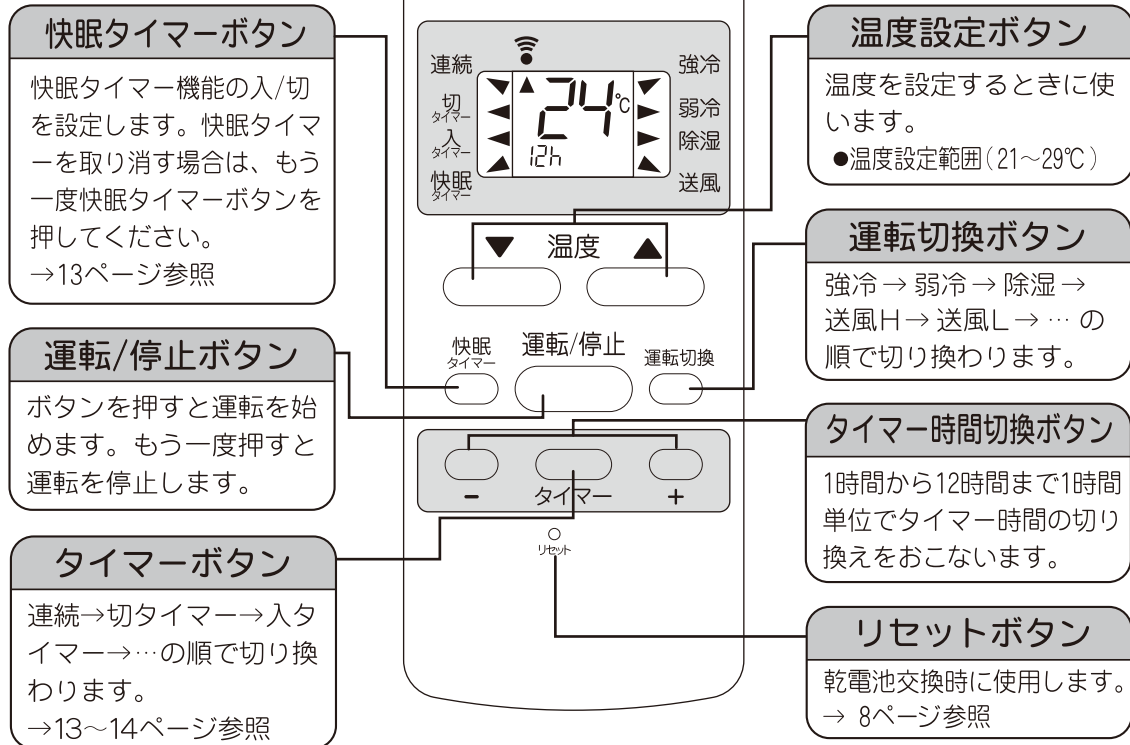 快眠タイマーボタン
快眠タイマー機能の入/切
を設定します。快眠タイマ
ーを取り消す場合は、もう
一度快眠タイマーボタンを
押してください。
→13ページ参照
運転/停止ボタン
ボタンを押すと運転を始
めます。もう一度押すと
運転を停止します。
タイマーボタン
連続→切タイマー→入タ
イマー→…の順で切り換
わります。
→13～14ページ参照
連続
切
タイマー
入
タイマー
快眠
タイマー
▲24℃
12h
強冷
弱冷
除湿
送風
▼ 温度 ▲
快眠
タイマー
運転/停止
運転切換
− タイマー +
リセット
温度設定ボタン
温度を設定するときに使
います。
●温度設定範囲(21～29℃)
運転切換ボタン
強冷→弱冷→除湿→
送風H→送風L→…の
順で切り換わります。
タイマー時間切換ボタン
1時間から12時間まで1時間
単位でタイマー時間の切り
換えをおこないます。
リセットボタン
乾電池交換時に使用します。
→ 8ページ参照